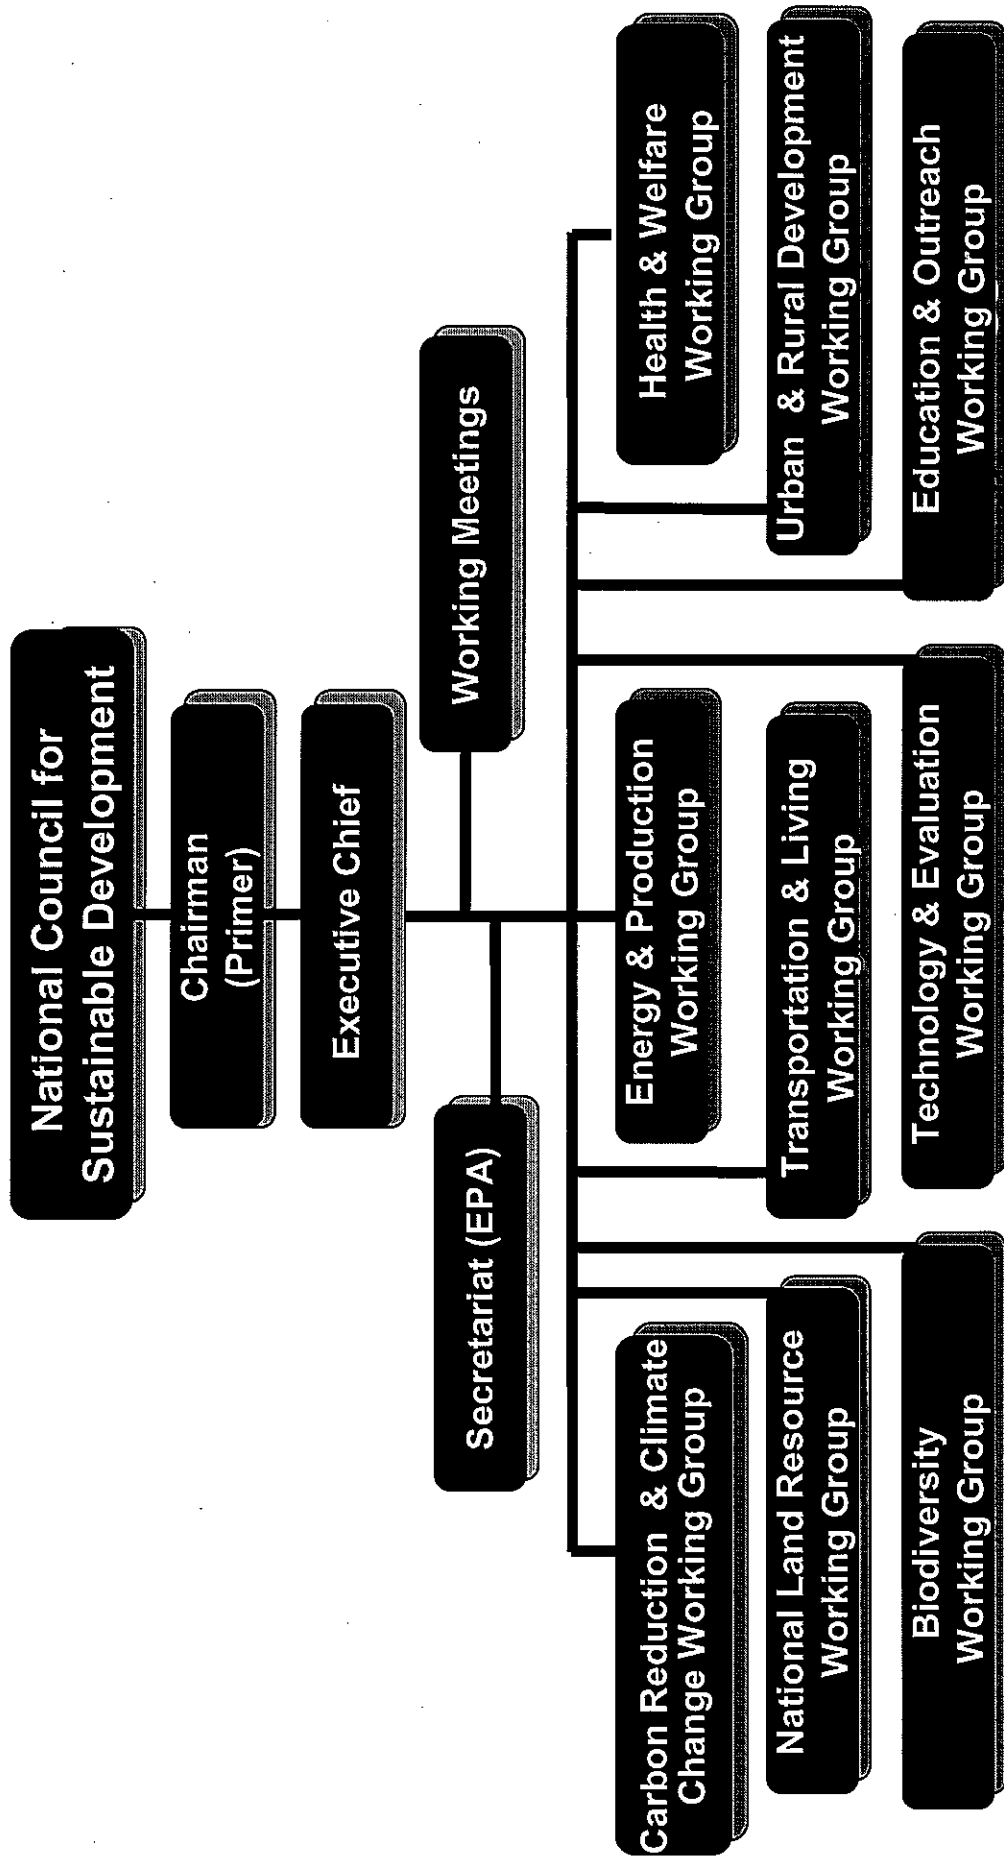 National Council for
Sustainable Development
Chairman
(Primer)
Executive Chief
Secretariat (EPA)
Working Meetings
Carbon Reduction & Climate
Change Working Group
Energy & Production
Working Group
Health & Welfare
Working Group
National Land Resource
Working Group
Transportation & Living
Working Group
Urban & Rural Development
Working Group
Biodiversity
Working Group
Technology & Evaluation
Working Group
Education & Outreach
Working Group